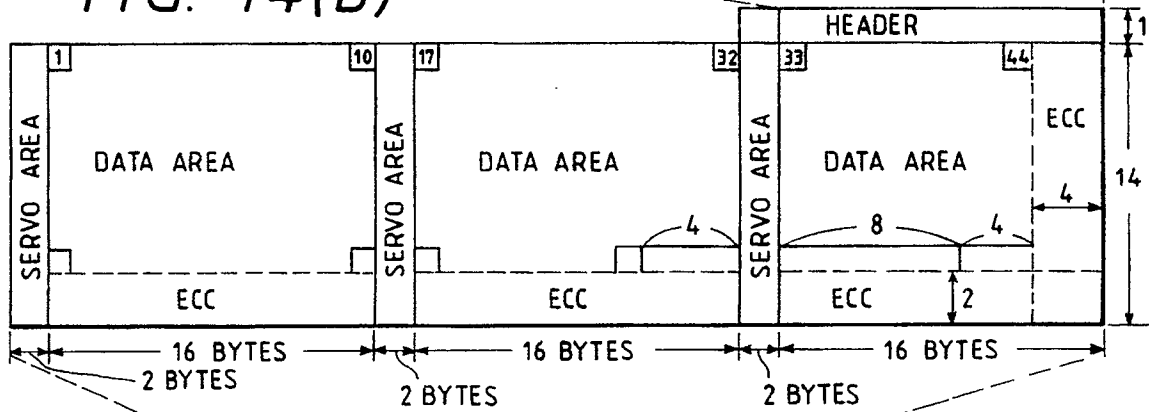 FIG. 14(B)
HEADER
1
1
10
17
32
33
44
SERVO AREA
DATA AREA
SERVO AREA
DATA AREA
SERVO AREA
DATA AREA
ECC
14
4
4
8
4
ECC
ECC
ECC
2
16 BYTES
16 BYTES
16 BYTES
2 BYTES
2 BYTES
2 BYTES